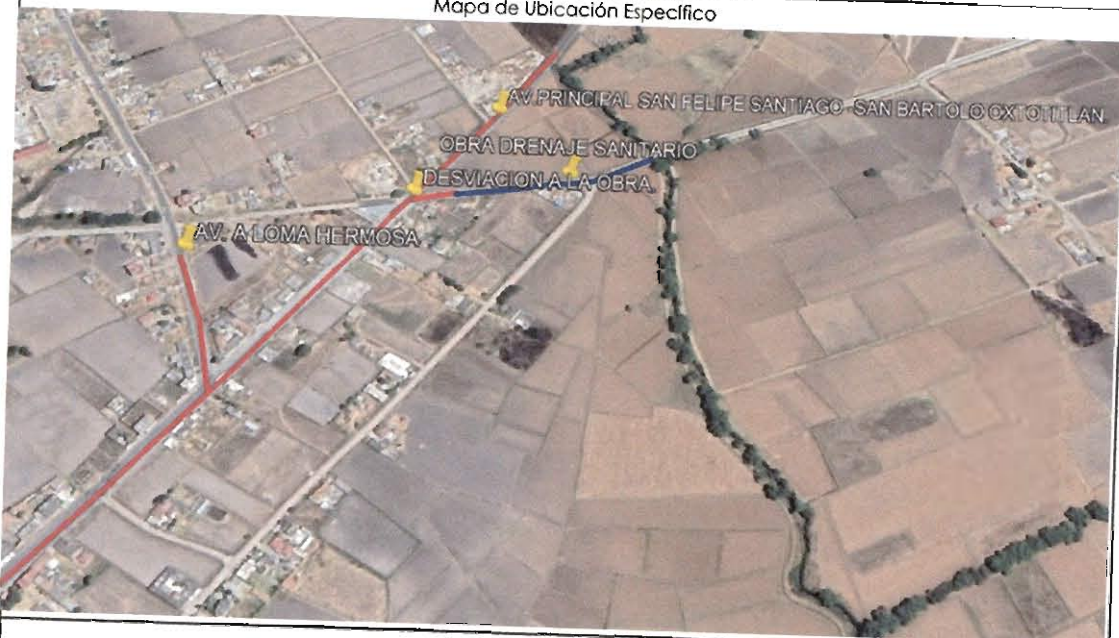 Mapa de Ubicación Específico
AV.PRINCIPAL SAN FELIPE SANTIAGO -SAN BARTOLO OXTOTITLAN
OBRA DRENAJE SANITARIO
DESVIACION A LA OBRA.
AV. A LOMA HERMOSA.